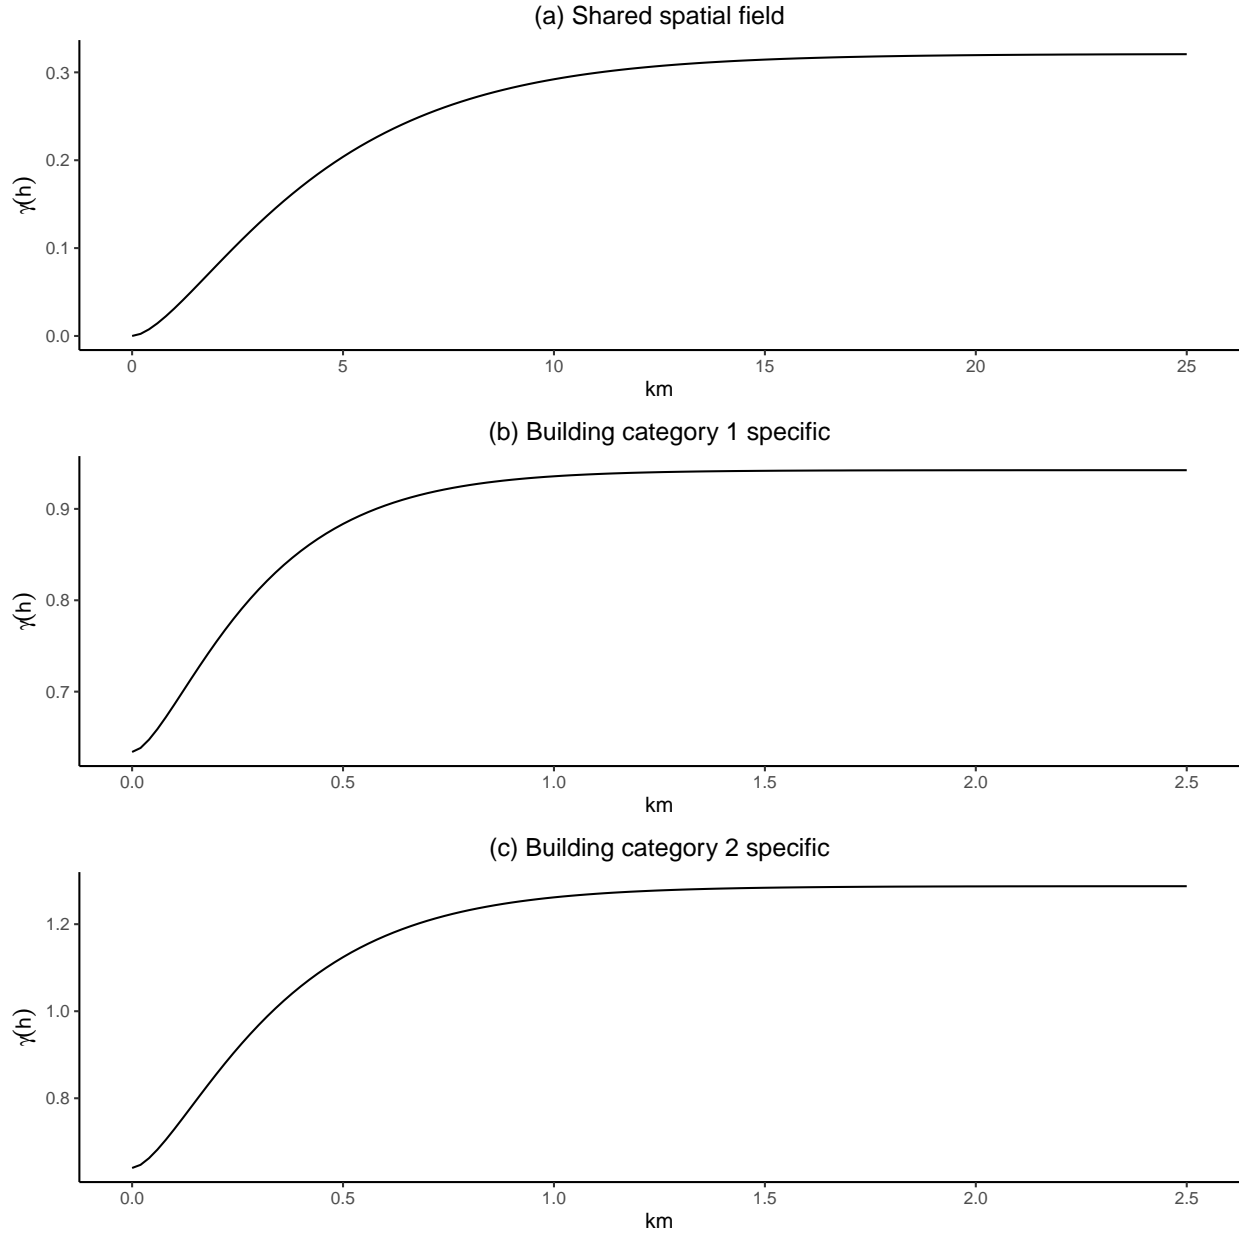 (a) Shared spatial field
0.3
0.2
0.1
0.0
γ(h)
0 5 10 15 20 25
km
(b) Building category 1 specific
0.9
0.8
0.7
γ(h)
0.0 0.5 1.0 1.5 2.0 2.5
km
(c) Building category 2 specific
1.2
1.0
0.8
γ(h)
0.0 0.5 1.0 1.5 2.0 2.5
km